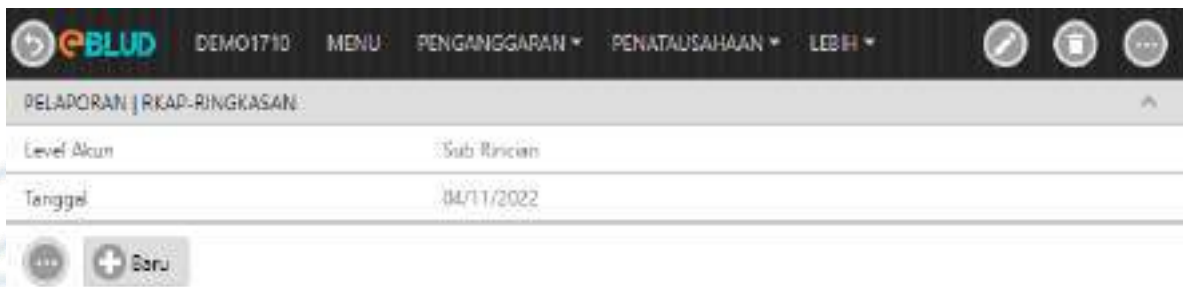 eBLUD DEMO1710 MENU PENGANGGARAN PENATAUSAHAAN LEBIH
PELAPORAN | RKAP-RINGKASAN
Level Akun Sub Rincian
Tanggal 04/11/2022
Baru